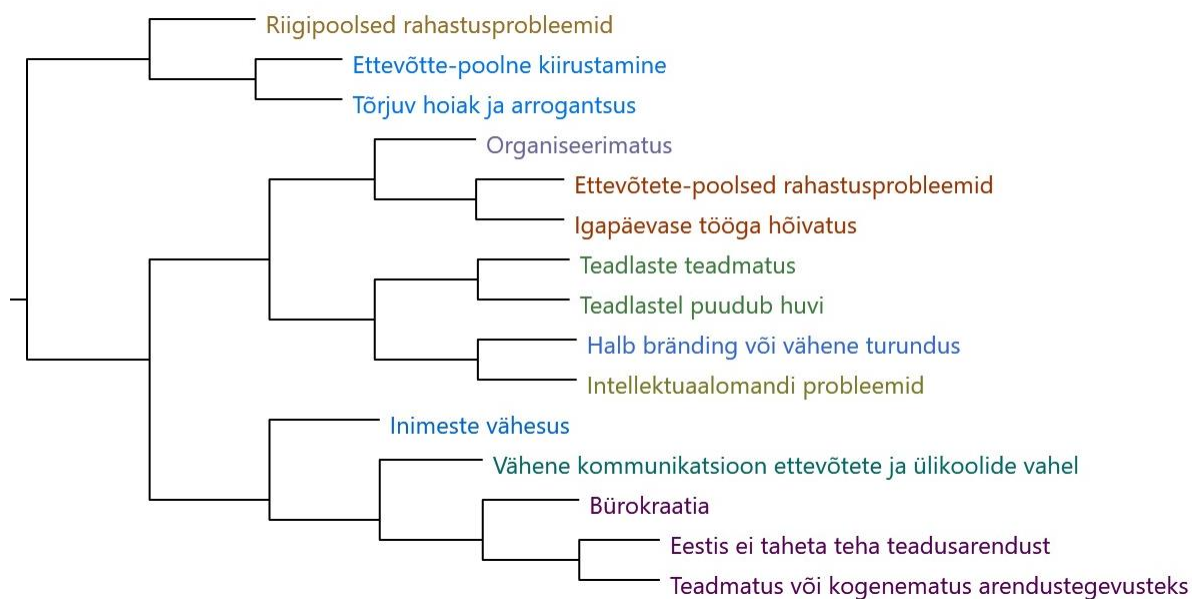 Riigipoolsed rahastusprobleemid
Ettevõtte-poolne kiirustamine
Tõrjuv hoiak ja arrogantsus
Organiseerimatus
Ettevõtete-poolsed rahastusprobleemid
Igapäevase tööga hõivatus
Teadlaste teadmatus
Teadlastel puudub huvi
Halb bränding või vähene turundus
Intellektuaalomandi probleemid
Inimeste vähesus
Vähene kommunikatsioon ettevõtete ja ülikoolide vahel
Bürokraatia
Eestis ei taheta teha teadusarendust
Teadmatus või kogenematus arendustegevusteks